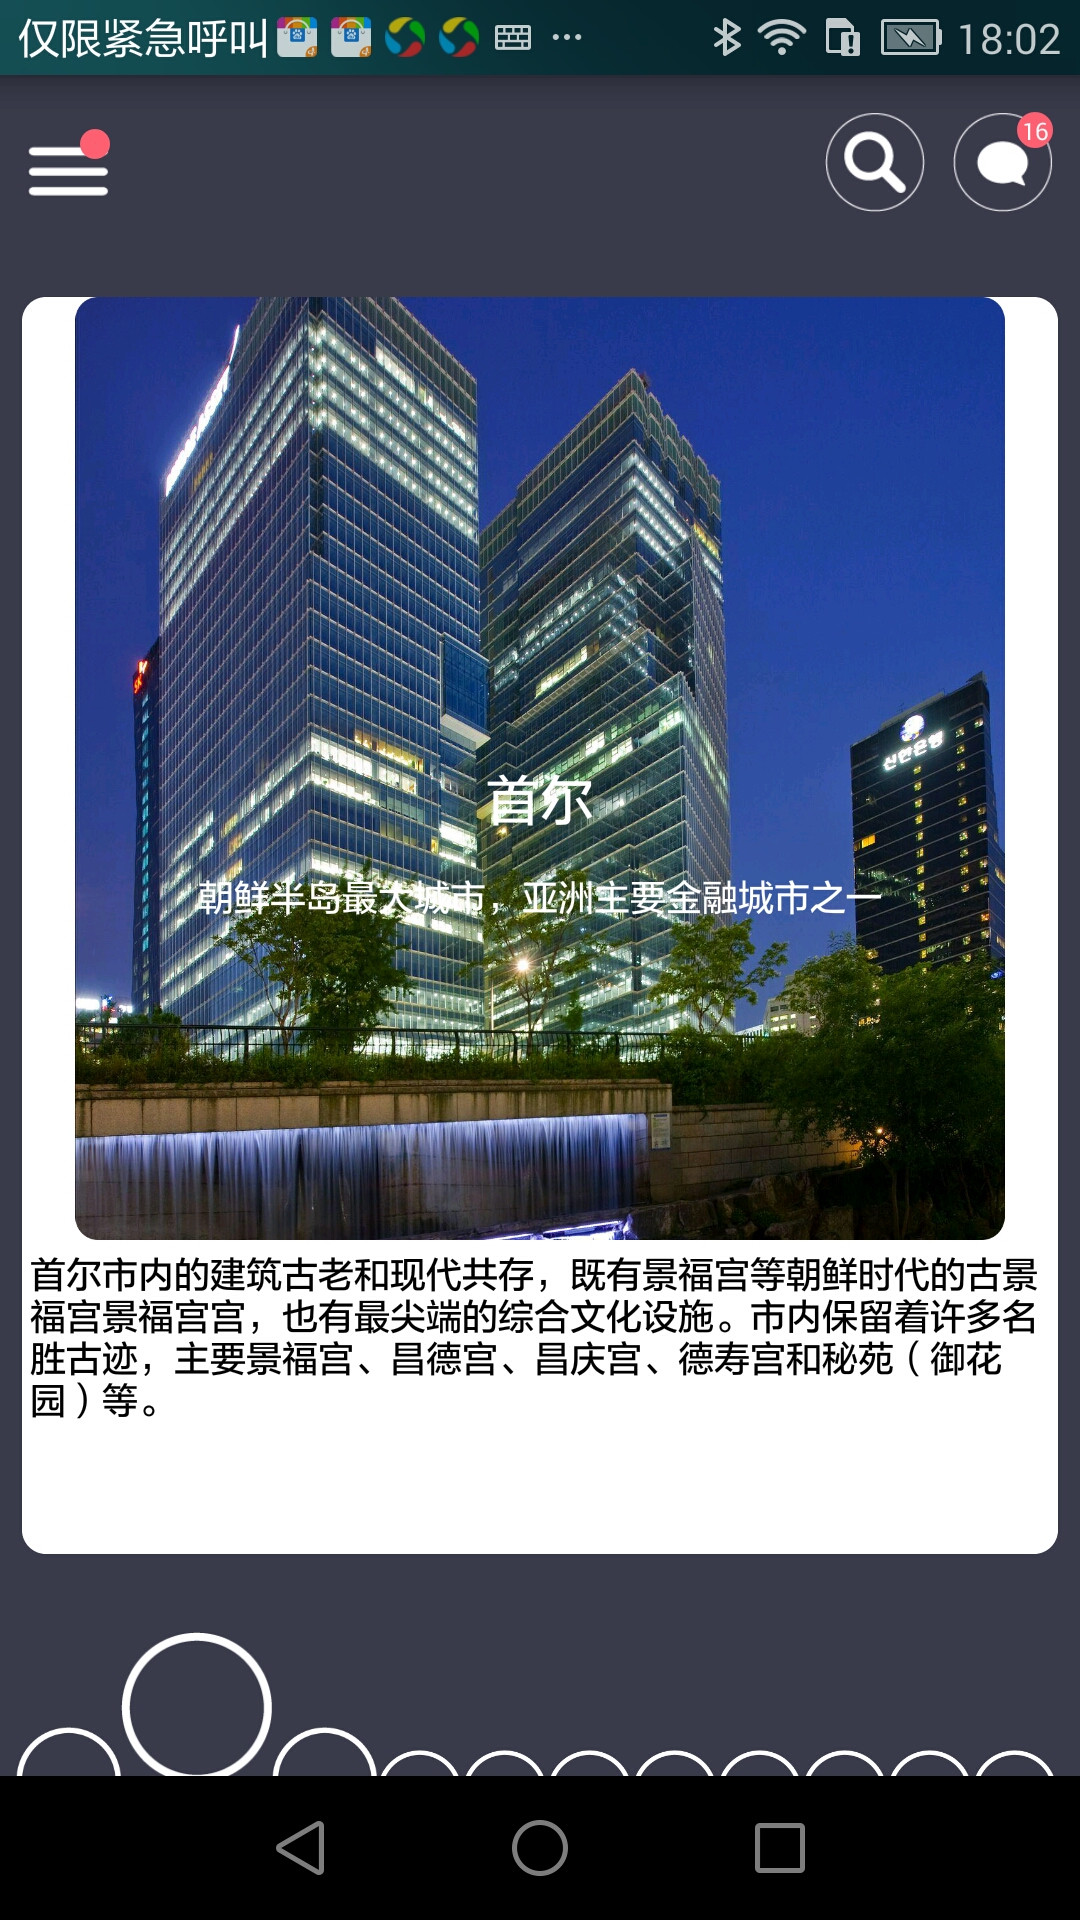 仅限紧急呼叫
18:02
16
신한은행
首尔
朝鲜半岛最大城市，亚洲主要金融城市之一
首尔市内的建筑古老和现代共存，既有景福宫等朝鲜时代的古景
福宫景福宫宫，也有最尖端的综合文化设施。市内保留着许多名
胜古迹，主要景福宫、昌德宫、昌庆宫、德寿宫和秘苑（御花
园）等。